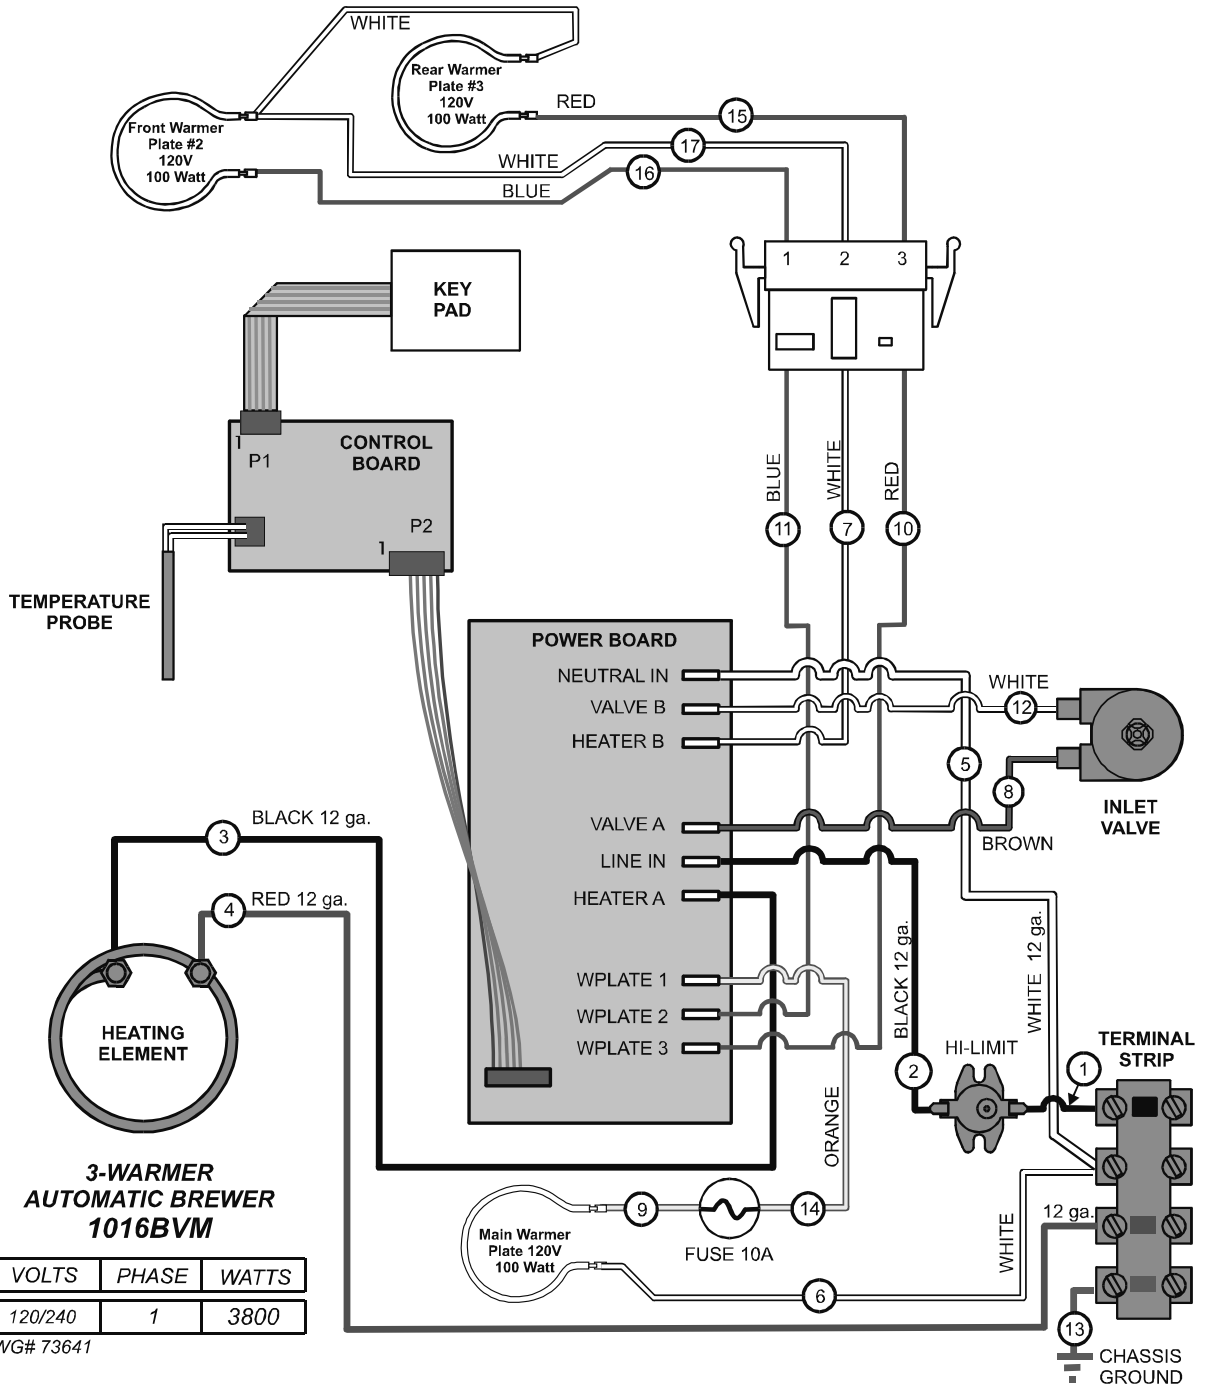 WHITE
Rear Warmer
Plate #3
120V
100 Watt
RED
15
Front Warmer
Plate #2
120V
100 Watt
WHITE
17
BLUE
16
1 2 3
KEY
PAD
1
P1
CONTROL
BOARD
P2
1
BLUE
WHITE
RED
11
7
10
TEMPERATURE
PROBE
POWER BOARD
NEUTRAL IN
VALVE B
HEATER B
VALVE A
LINE IN
HEATER A
WPLATE 1
WPLATE 2
WPLATE 3
WHITE
12
5
8
BROWN
INLET
VALVE
3
BLACK 12 ga.
4
RED 12 ga.
HEATING
ELEMENT
BLACK 12 ga.
WHITE 12 ga.
2
HI-LIMIT
TERMINAL
STRIP
1
ORANGE
3-WARMER
AUTOMATIC BREWER
1016BVM
VOLTS PHASE WATTS
120/240 1 3800
WG# 73641
Main Warmer
Plate 120V
100 Watt
9
14
FUSE 10A
6
WHITE
12 ga.
13
CHASSIS
GROUND